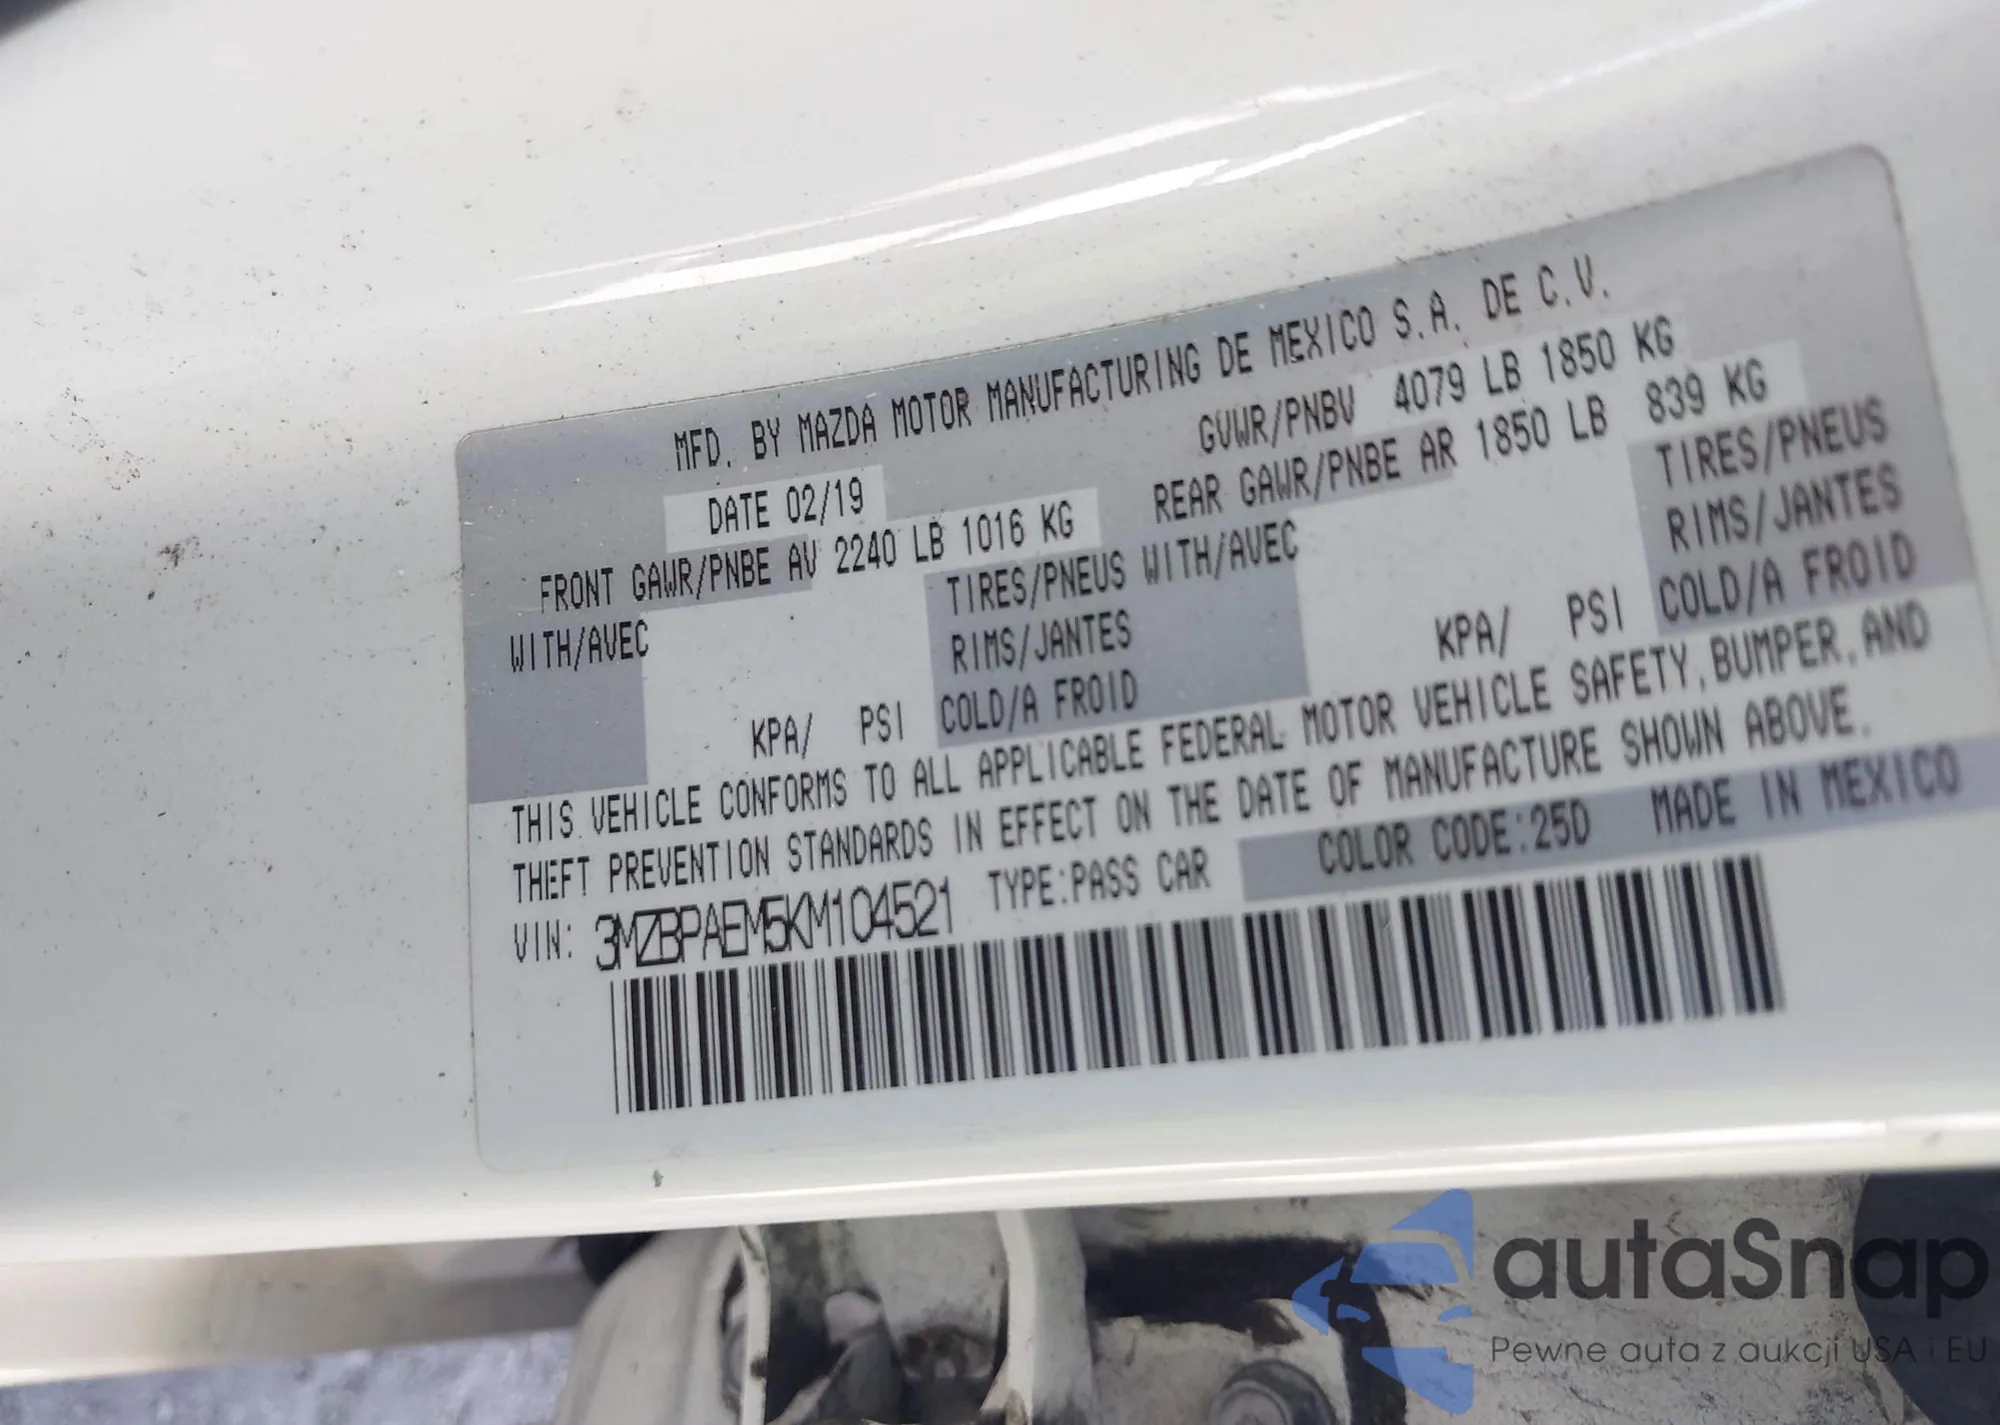 MFD. BY MAZDA MOTOR MANUFACTURING DE MEXICO S.A. DE C.V.
DATE 02/19 GVWR/PNBV 4079 LB 1850 KG
FRONT GAWR/PNBE AV 2240 LB 1016 KG REAR GAWR/PNBE AR 1850 LB 839 KG
WITH/AVEC TIRES/PNEUS WITH/AVEC TIRES/PNEUS
RIMS/JANTES RIMS/JANTES
KPA/ PSI COLD/A FROID KPA/ PSI COLD/A FROID
THIS VEHICLE CONFORMS TO ALL APPLICABLE FEDERAL MOTOR VEHICLE SAFETY, BUMPER, AND
THEFT PREVENTION STANDARDS IN EFFECT ON THE DATE OF MANUFACTURE SHOWN ABOVE.
VIN: 3MZBPAEM5KM104521 TYPE:PASS CAR COLOR CODE:25D MADE IN MEXICO
autaSnap
Pewne auta z aukcji USA i EU